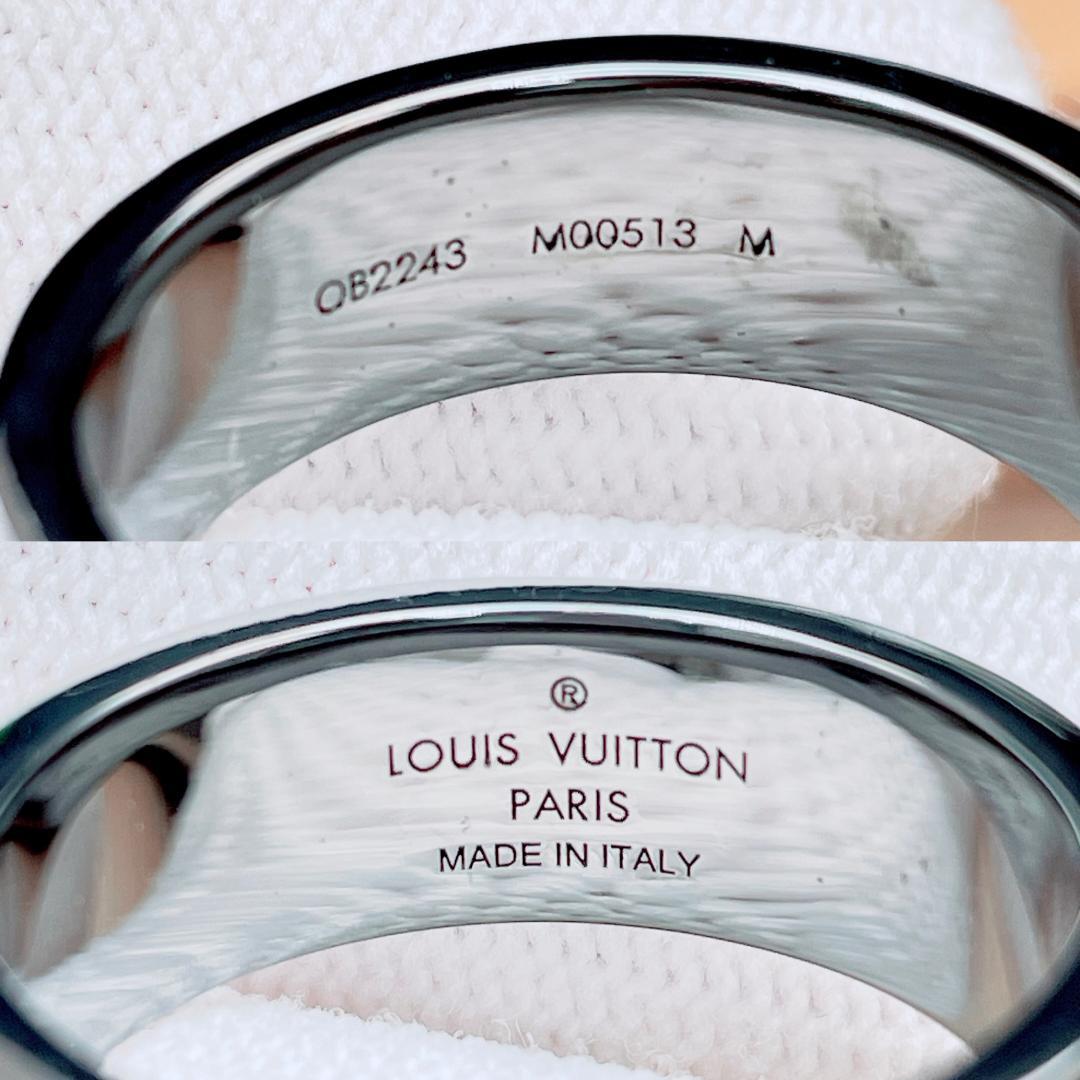 OB2243 M00513 M
®
LOUIS VUITTON
PARIS
MADE IN ITALY